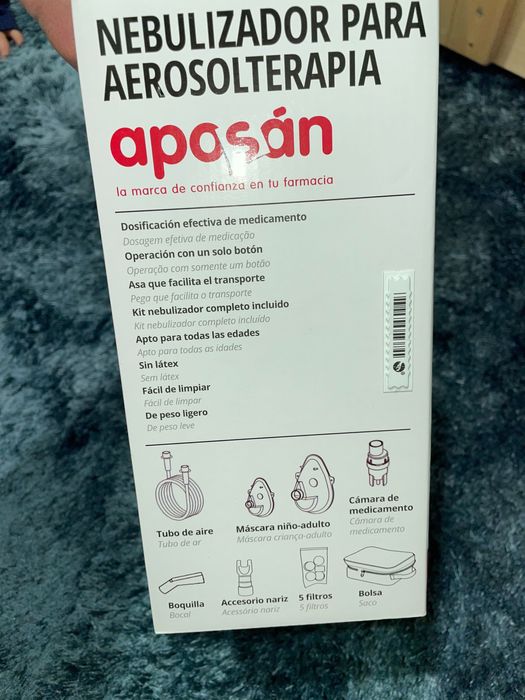 NEBULIZADOR PARA
AEROSOLTERAPIA
aposán
la marca de confianza en tu farmacia
Dosificación efectiva de medicamento
Dosagem efetiva de medicação
Operación con un solo botón
Operação com somente um botão
Asa que facilita el transporte
Pega que facilita o transporte
Kit nebulizador completo incluido
Kit nebulizador completo incluído
Apto para todas las edades
Apto para todas as idades
Sin látex
Sem látex
Fácil de limpiar
Fácil de limpar
De peso ligero
De peso leve
Tubo de aire
Tubo de ar
Máscara niño-adulto
Máscara criança-adulto
Cámara de
medicamento
Câmara de
medicamento
Boquilla
Bocal
Accesorio nariz
Acessório nariz
5 filtros
5 filtros
Bolsa
Saco